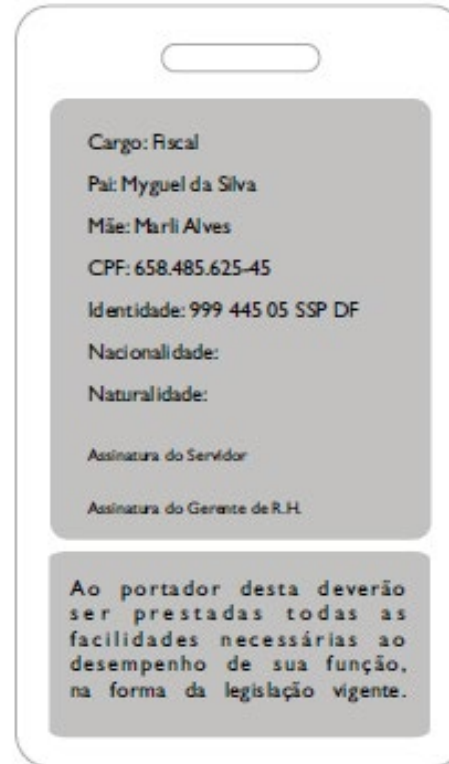 Cargo: Fiscal
Pai: Myguel da Silva
Mãe: Marli Alves
CPF: 658.485.625-45
Identidade: 999 445 05 SSP DF
Nacionalidade:
Naturalidade:
Assinatura do Servidor
Assinatura do Gerente de R.H.
Ao portador desta deverão
ser prestadas todas as
facilidades necessárias ao
desempenho de sua função,
na forma da legislação vigente.